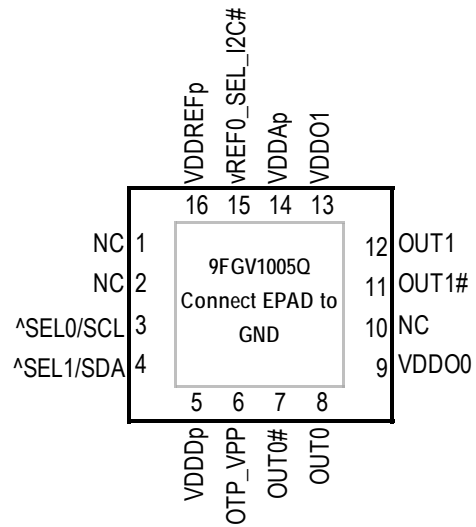 VDDREFp
vREF0_SEL_I2C#
VDDAp
VDDO1
16 15 14 13
NC 1
NC 2
^SEL0/SCL 3
^SEL1/SDA 4
9FGV1005Q
Connect EPAD to
GND
12 OUT1
11 OUT1#
10 NC
9 VDDO0
5 6 7 8
VDDDp
OTP_VPP
OUT0#
OUT0